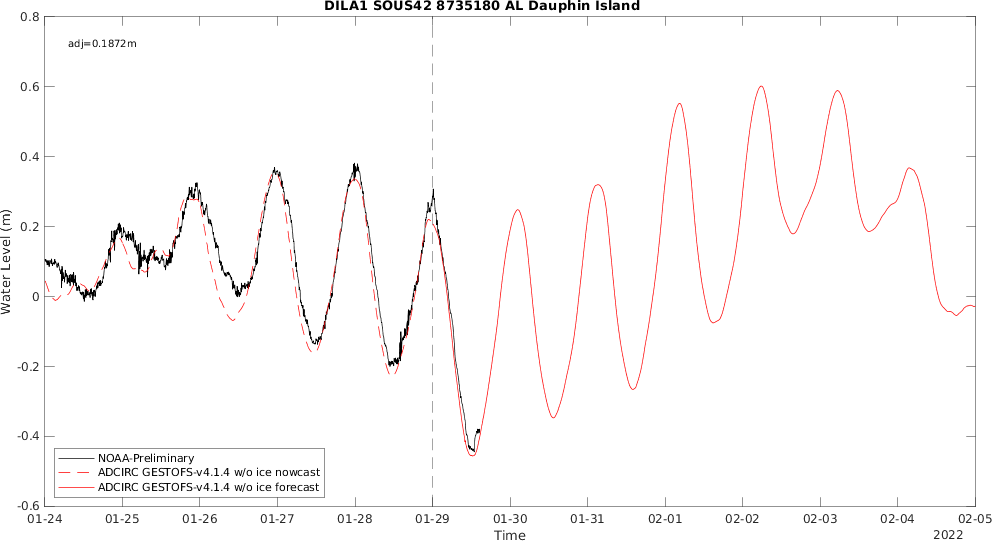 DILA1 SOUS42 8735180 AL Dauphin Island
0.8
adj=0.1872m
0.6
0.4
0.2
0
-0.2
-0.4
-0.6
Water Level (m)
NOAA-Preliminary
ADCIRC GESTOFS-v4.1.4 w/o ice nowcast
ADCIRC GESTOFS-v4.1.4 w/o ice forecast
01-24 01-25 01-26 01-27 01-28 01-29 01-30 01-31 02-01 02-02 02-03 02-04 02-05
Time
2022